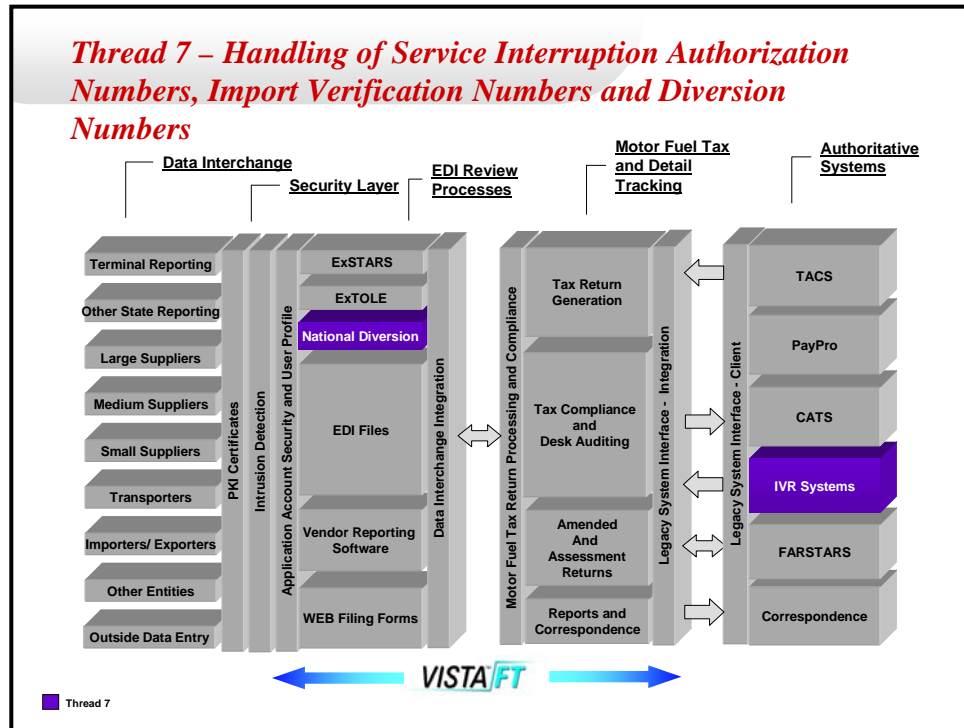 Thread 7 – Handling of Service Interruption Authorization
Numbers, Import Verification Numbers and Diversion
Numbers
Data Interchange
Security Layer
EDI Review
Processes
Motor Fuel Tax
and Detail
Tracking
Authoritative
Systems
Terminal Reporting
Other State Reporting
Large Suppliers
Medium Suppliers
Small Suppliers
Transporters
Importers/ Exporters
Other Entities
Outside Data Entry
PKI Certificates
Intrusion Detection
Application Account Security and User Profile
ExSTARS
ExTOLE
National Diversion
EDI Files
Vendor Reporting
Software
WEB Filing Forms
Data Interchange Integration
Motor Fuel Tax Return Processing and Compliance
Tax Return
Generation
Tax Compliance
and
Desk Auditing
Amended
And
Assessment
Returns
Reports and
Correspondence
Legacy System Interface - Integration
Legacy System Interface - Client
TACS
PayPro
CATS
IVR Systems
FARSTARS
Correspondence
VISTA™/FT
Thread 7